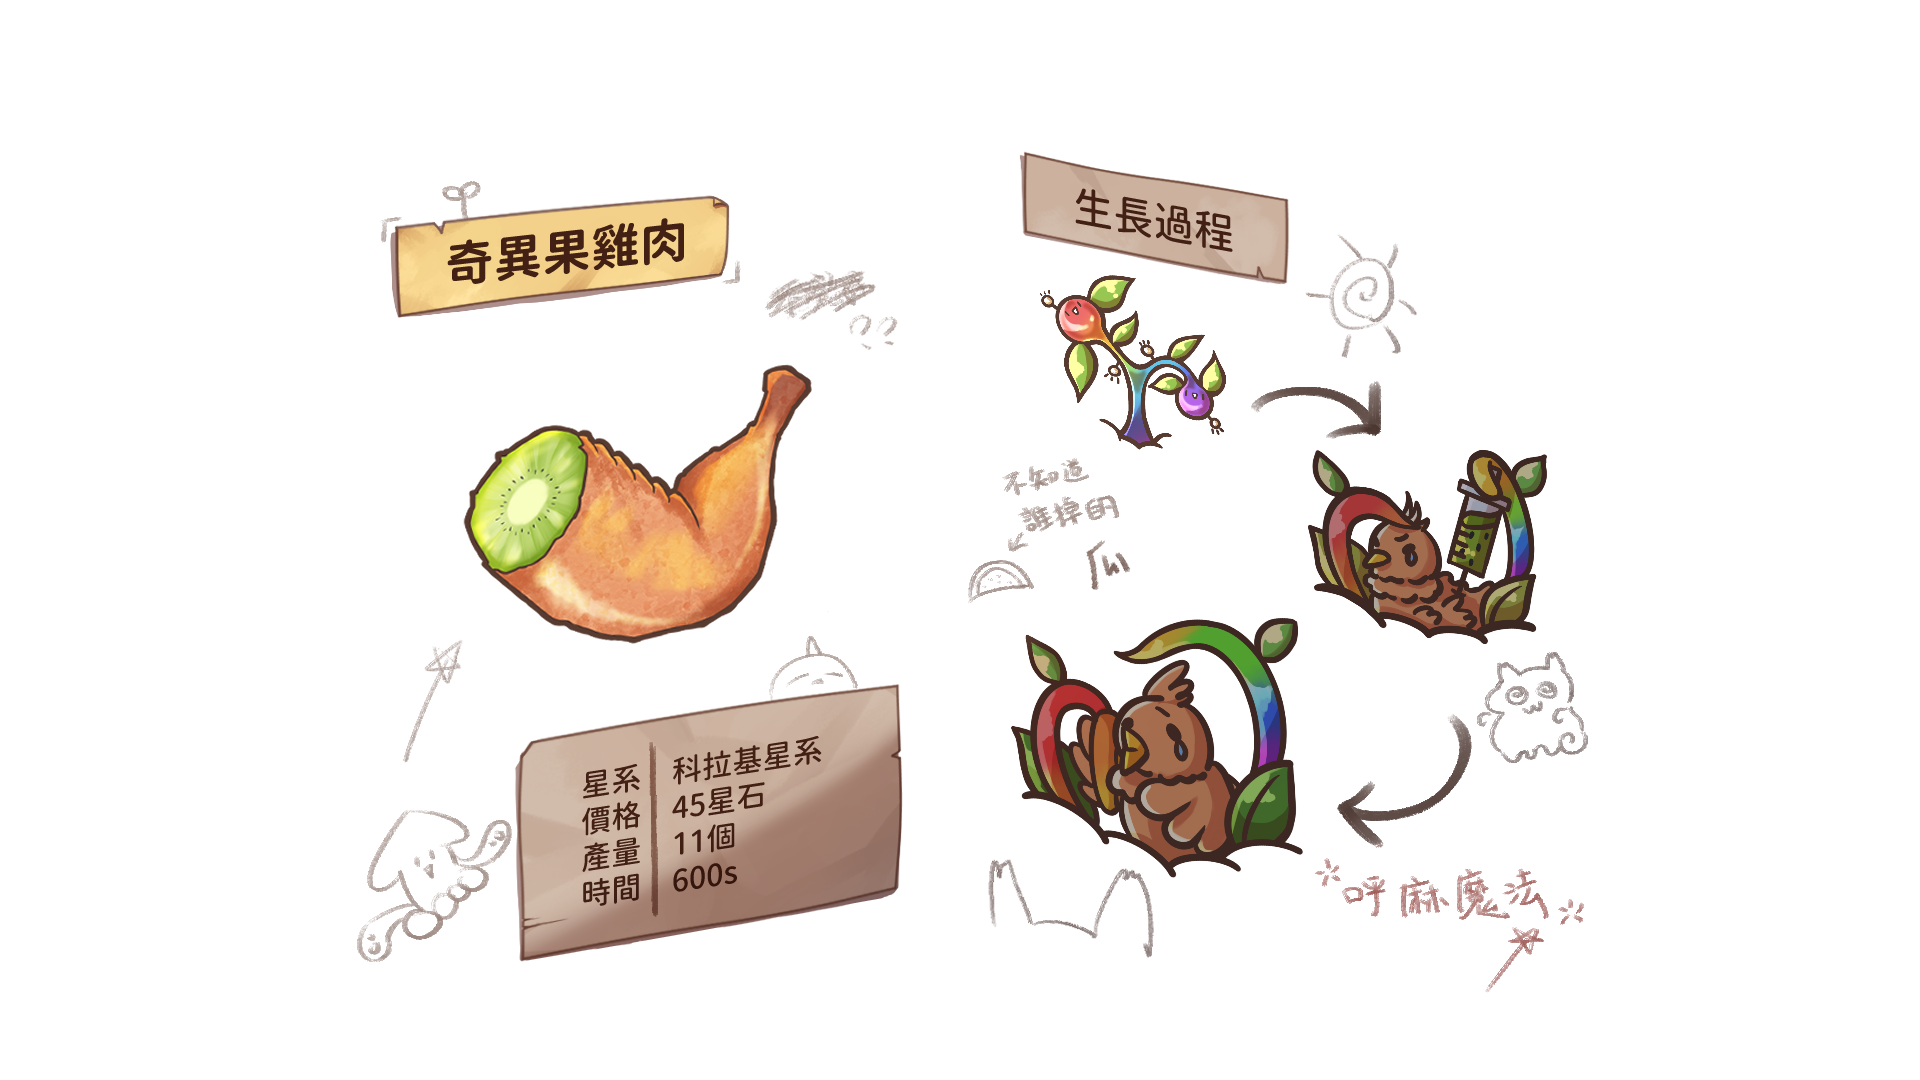 奇異果雞肉
星系 科拉基星系
價格 45星石
產量 11個
時間 600s
生長過程
不知道
誰掉的
呼麻魔法